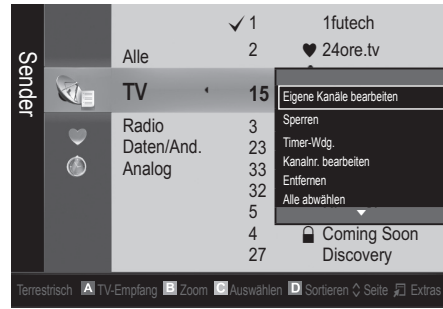 Sender
✓ 1 1futech
Alle 2 ♥ 24ore.tv
TV 15
Eigene Kanäle bearbeiten
Sperren
Timer-Wdg.
Kanalnr. bearbeiten
Entfernen
Alle abwählen
Radio 3
Daten/And. 23
Analog 33
32
5
4 Coming Soon
27 Discovery
Terrestrisch A TV-Empfang B Zoom C Auswählen D Sortieren Seite Extras